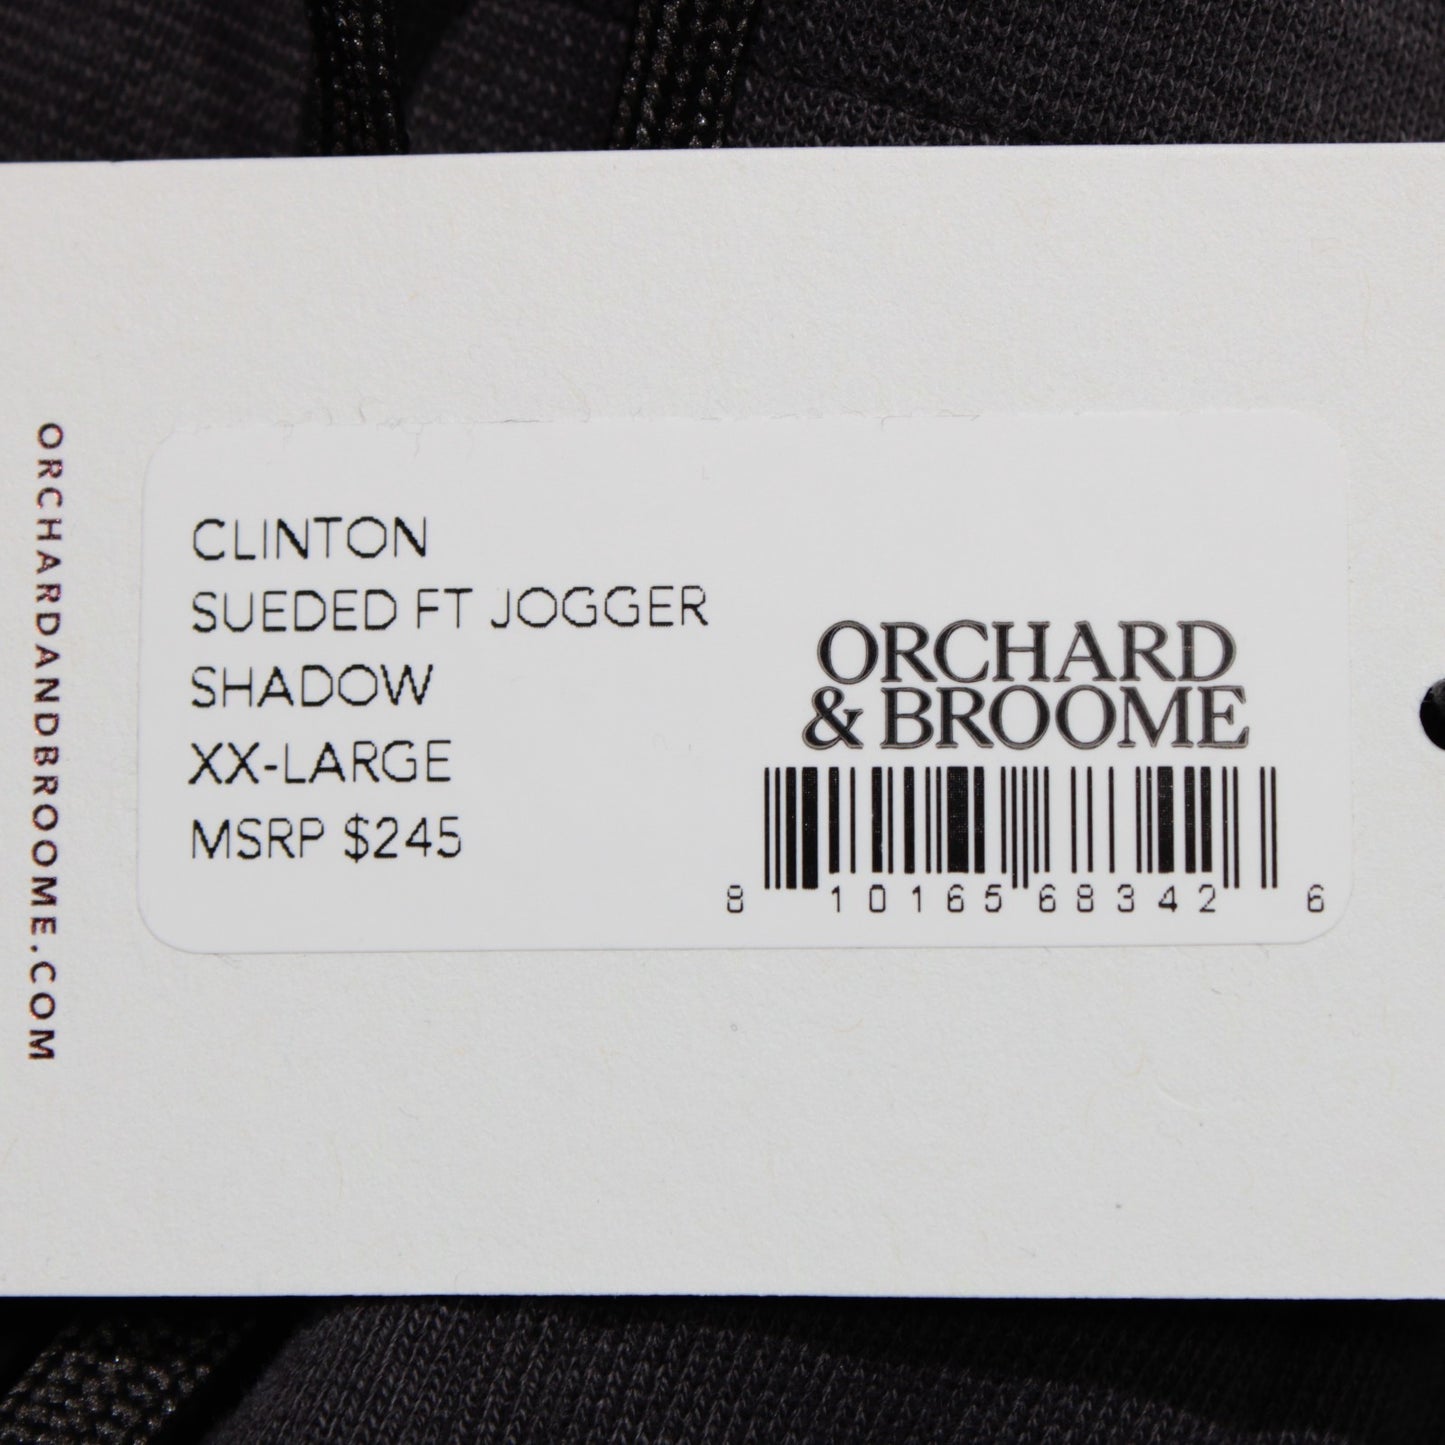 ORCHARDANDBROOME.COM
CLINTON
SUEDED FT JOGGER
SHADOW
XX-LARGE
MSRP $245
ORCHARD
& BROOME
8 10165 68342 6